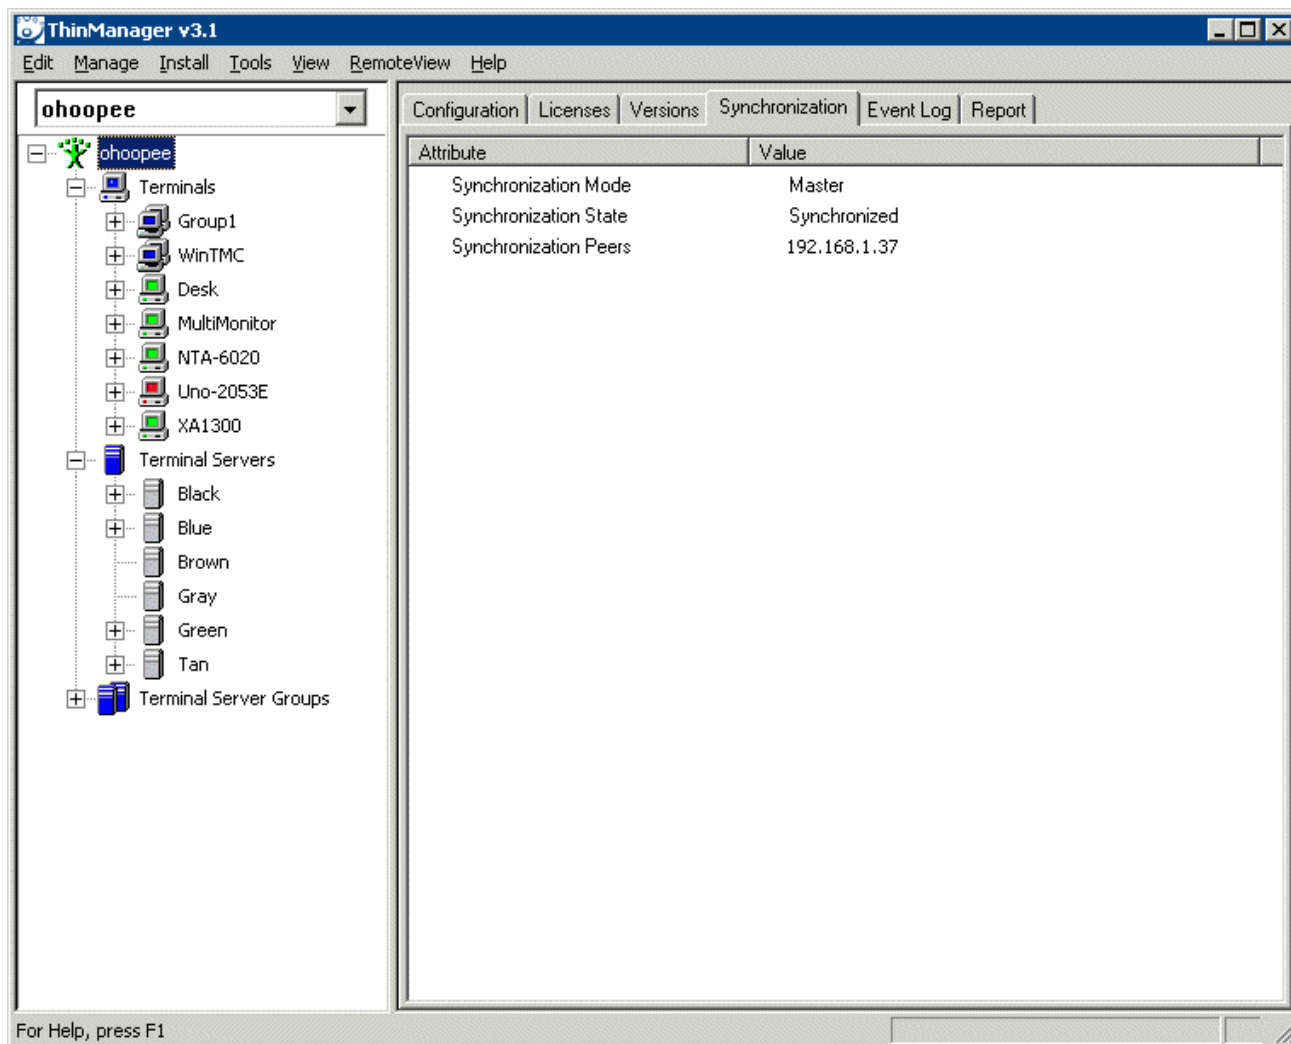 ThinManager v3.1
Edit Manage Install Tools View RemoteView Help
ohoopee
Configuration Licenses Versions Synchronization Event Log Report
Attribute Value
Synchronization Mode Master
Synchronization State Synchronized
Synchronization Peers 192.168.1.37
ohoopee
Terminals
Group1
WinTMC
Desk
MultiMonitor
NTA-6020
Uno-2053E
XA1300
Terminal Servers
Black
Blue
Brown
Gray
Green
Tan
Terminal Server Groups
For Help, press F1